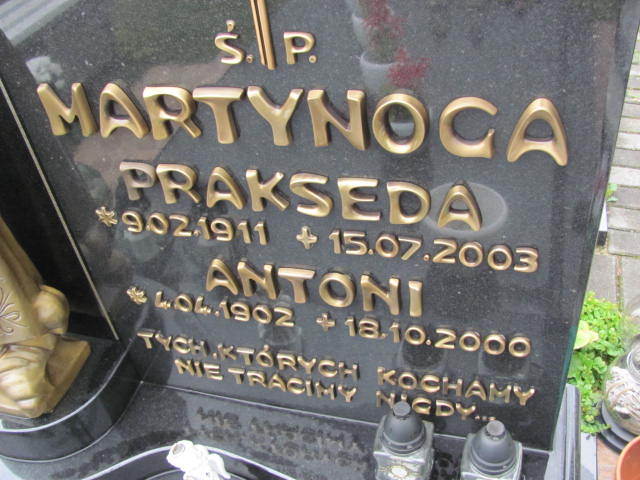 Ś. P.
MARTYNOGA
PRAKSEDA
* 9.02.1911 + 15.07.2003
ANTONI
* 4.04.1902 + 18.10.2000
TYCH, KTÓRYCH KOCHAMY
NIE TRACIMY NIGDY...